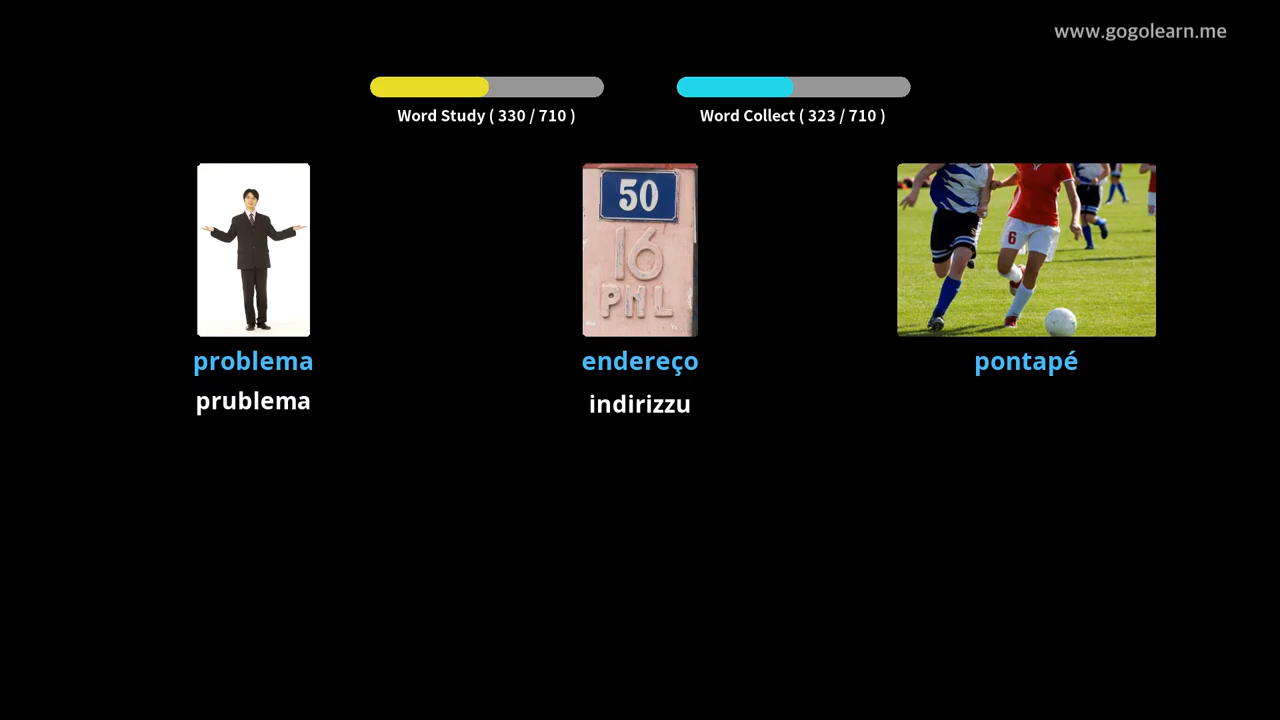 www.gogolearn.me
Word Study ( 330 / 710 )
Word Collect ( 323 / 710 )
50
16
PNL
6
problema
endereço
pontapé
prublema
indirizzu